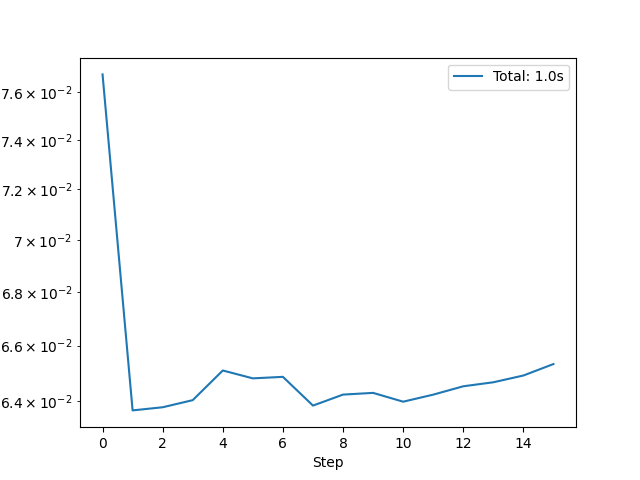 Total: 1.0s
7.6 × 10⁻²
7.4 × 10⁻²
7.2 × 10⁻²
7 × 10⁻²
6.8 × 10⁻²
6.6 × 10⁻²
6.4 × 10⁻²
0 2 4 6 8 10 12 14
Step